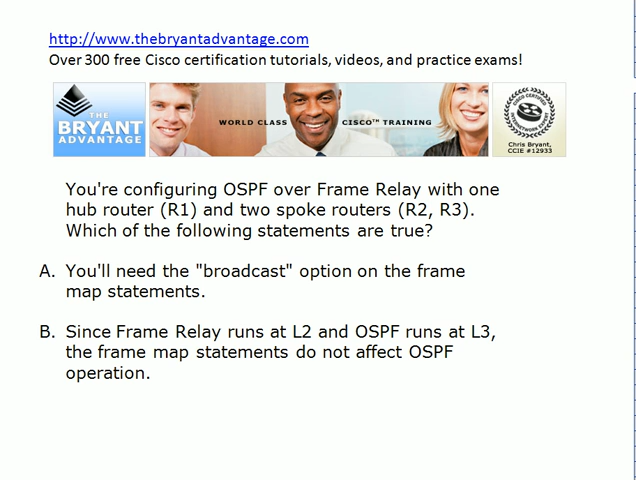 http://www.thebryantadvantage.com
Over 300 free Cisco certification tutorials, videos, and practice exams!
THE
BRYANT
ADVANTAGE
WORLD CLASS CISCO™ TRAINING
CISCO CERTIFIED
INTERNETWORK EXPERT
Chris Bryant,
CCIE #12933
You're configuring OSPF over Frame Relay with one
hub router (R1) and two spoke routers (R2, R3).
Which of the following statements are true?
A. You'll need the "broadcast" option on the frame
map statements.
B. Since Frame Relay runs at L2 and OSPF runs at L3,
the frame map statements do not affect OSPF
operation.